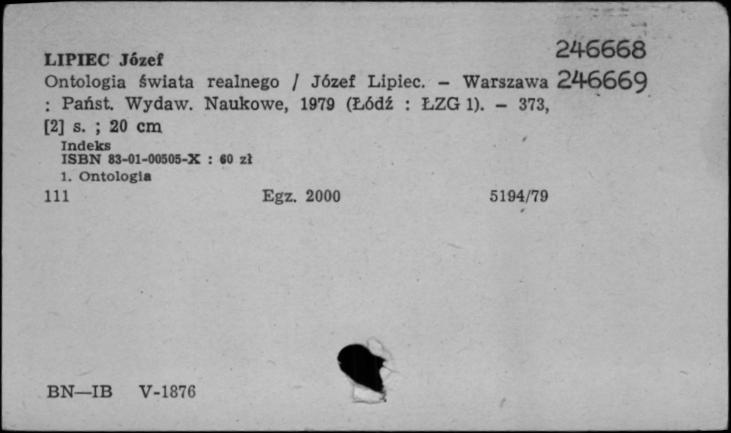 246668
LIPIEC Józef
Ontologia świata realnego / Józef Lipiec. — Warszawa 246669
: Państ. Wydaw. Naukowe, 1979 (Łódź : ŁZG 1). — 373,
[2] s. ; 20 cm
Indeks
ISBN 83-01-00505-X : 60 zł
1. Ontologia
111 Egz. 2000 5194/79
BN—IB V-1876